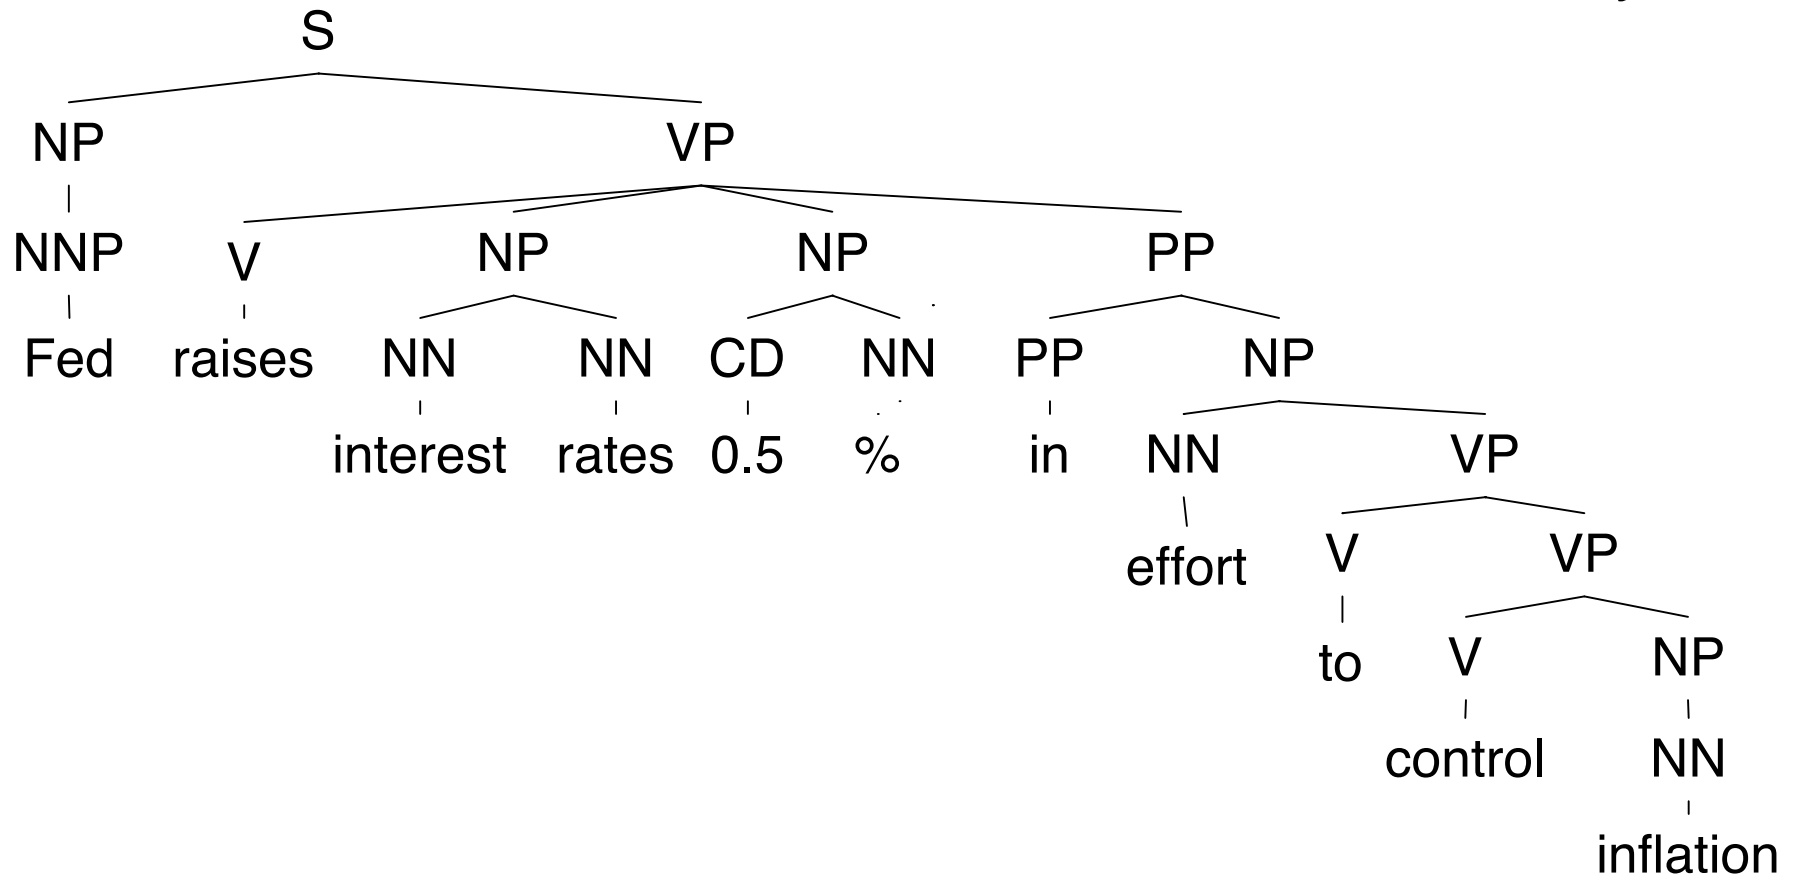 S
NP VP
NNP V NP NP PP
Fed raises NN NN CD NN PP NP
interest rates 0.5 % in NN VP
effort V VP
to V NP
control NN
inflation